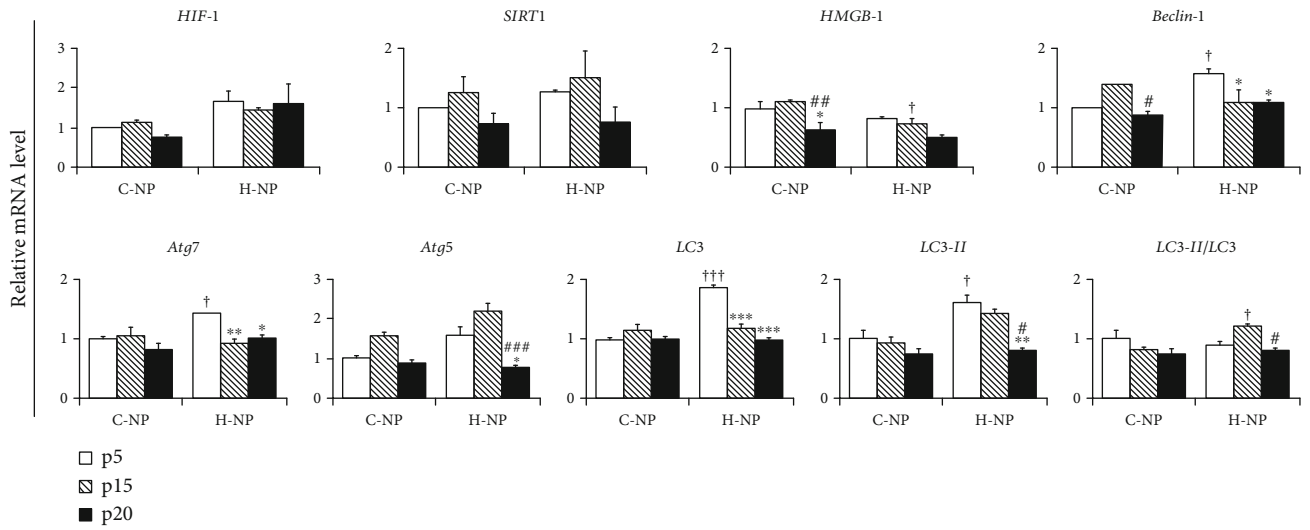 Relative mRNA level
HIF-1
3
2
1
0
C-NP
H-NP
SIRT1
2
1
0
C-NP
H-NP
HMGB-1
2
1
0
##
*
†
C-NP
H-NP
Beclin-1
2
1
0
#
†
*
*
C-NP
H-NP
Atg7
2
1
0
†
**
*
C-NP
H-NP
Atg5
3
2
1
0
###
*
C-NP
H-NP
LC3
2
1
0
†††
***
***
C-NP
H-NP
LC3-II
2
1
0
†
#
**
C-NP
H-NP
LC3-II/LC3
2
1
0
†
#
C-NP
H-NP
p5
p15
p20